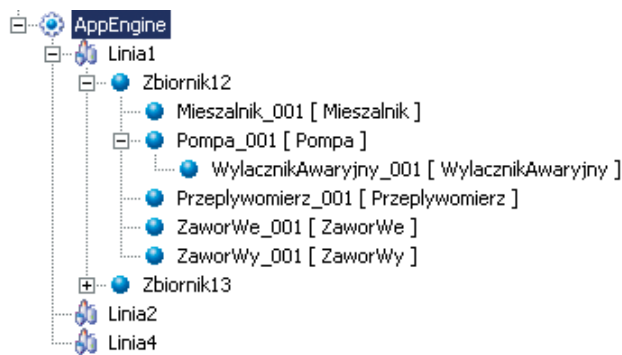 AppEngine
Linia1
Zbiornik12
Mieszalnik_001 [ Mieszalnik ]
Pompa_001 [ Pompa ]
WylacznikAwaryjny_001 [ WylacznikAwaryjny ]
Przeplywomierz_001 [ Przeplywomierz ]
ZaworWe_001 [ ZaworWe ]
ZaworWy_001 [ ZaworWy ]
Zbiornik13
Linia2
Linia4